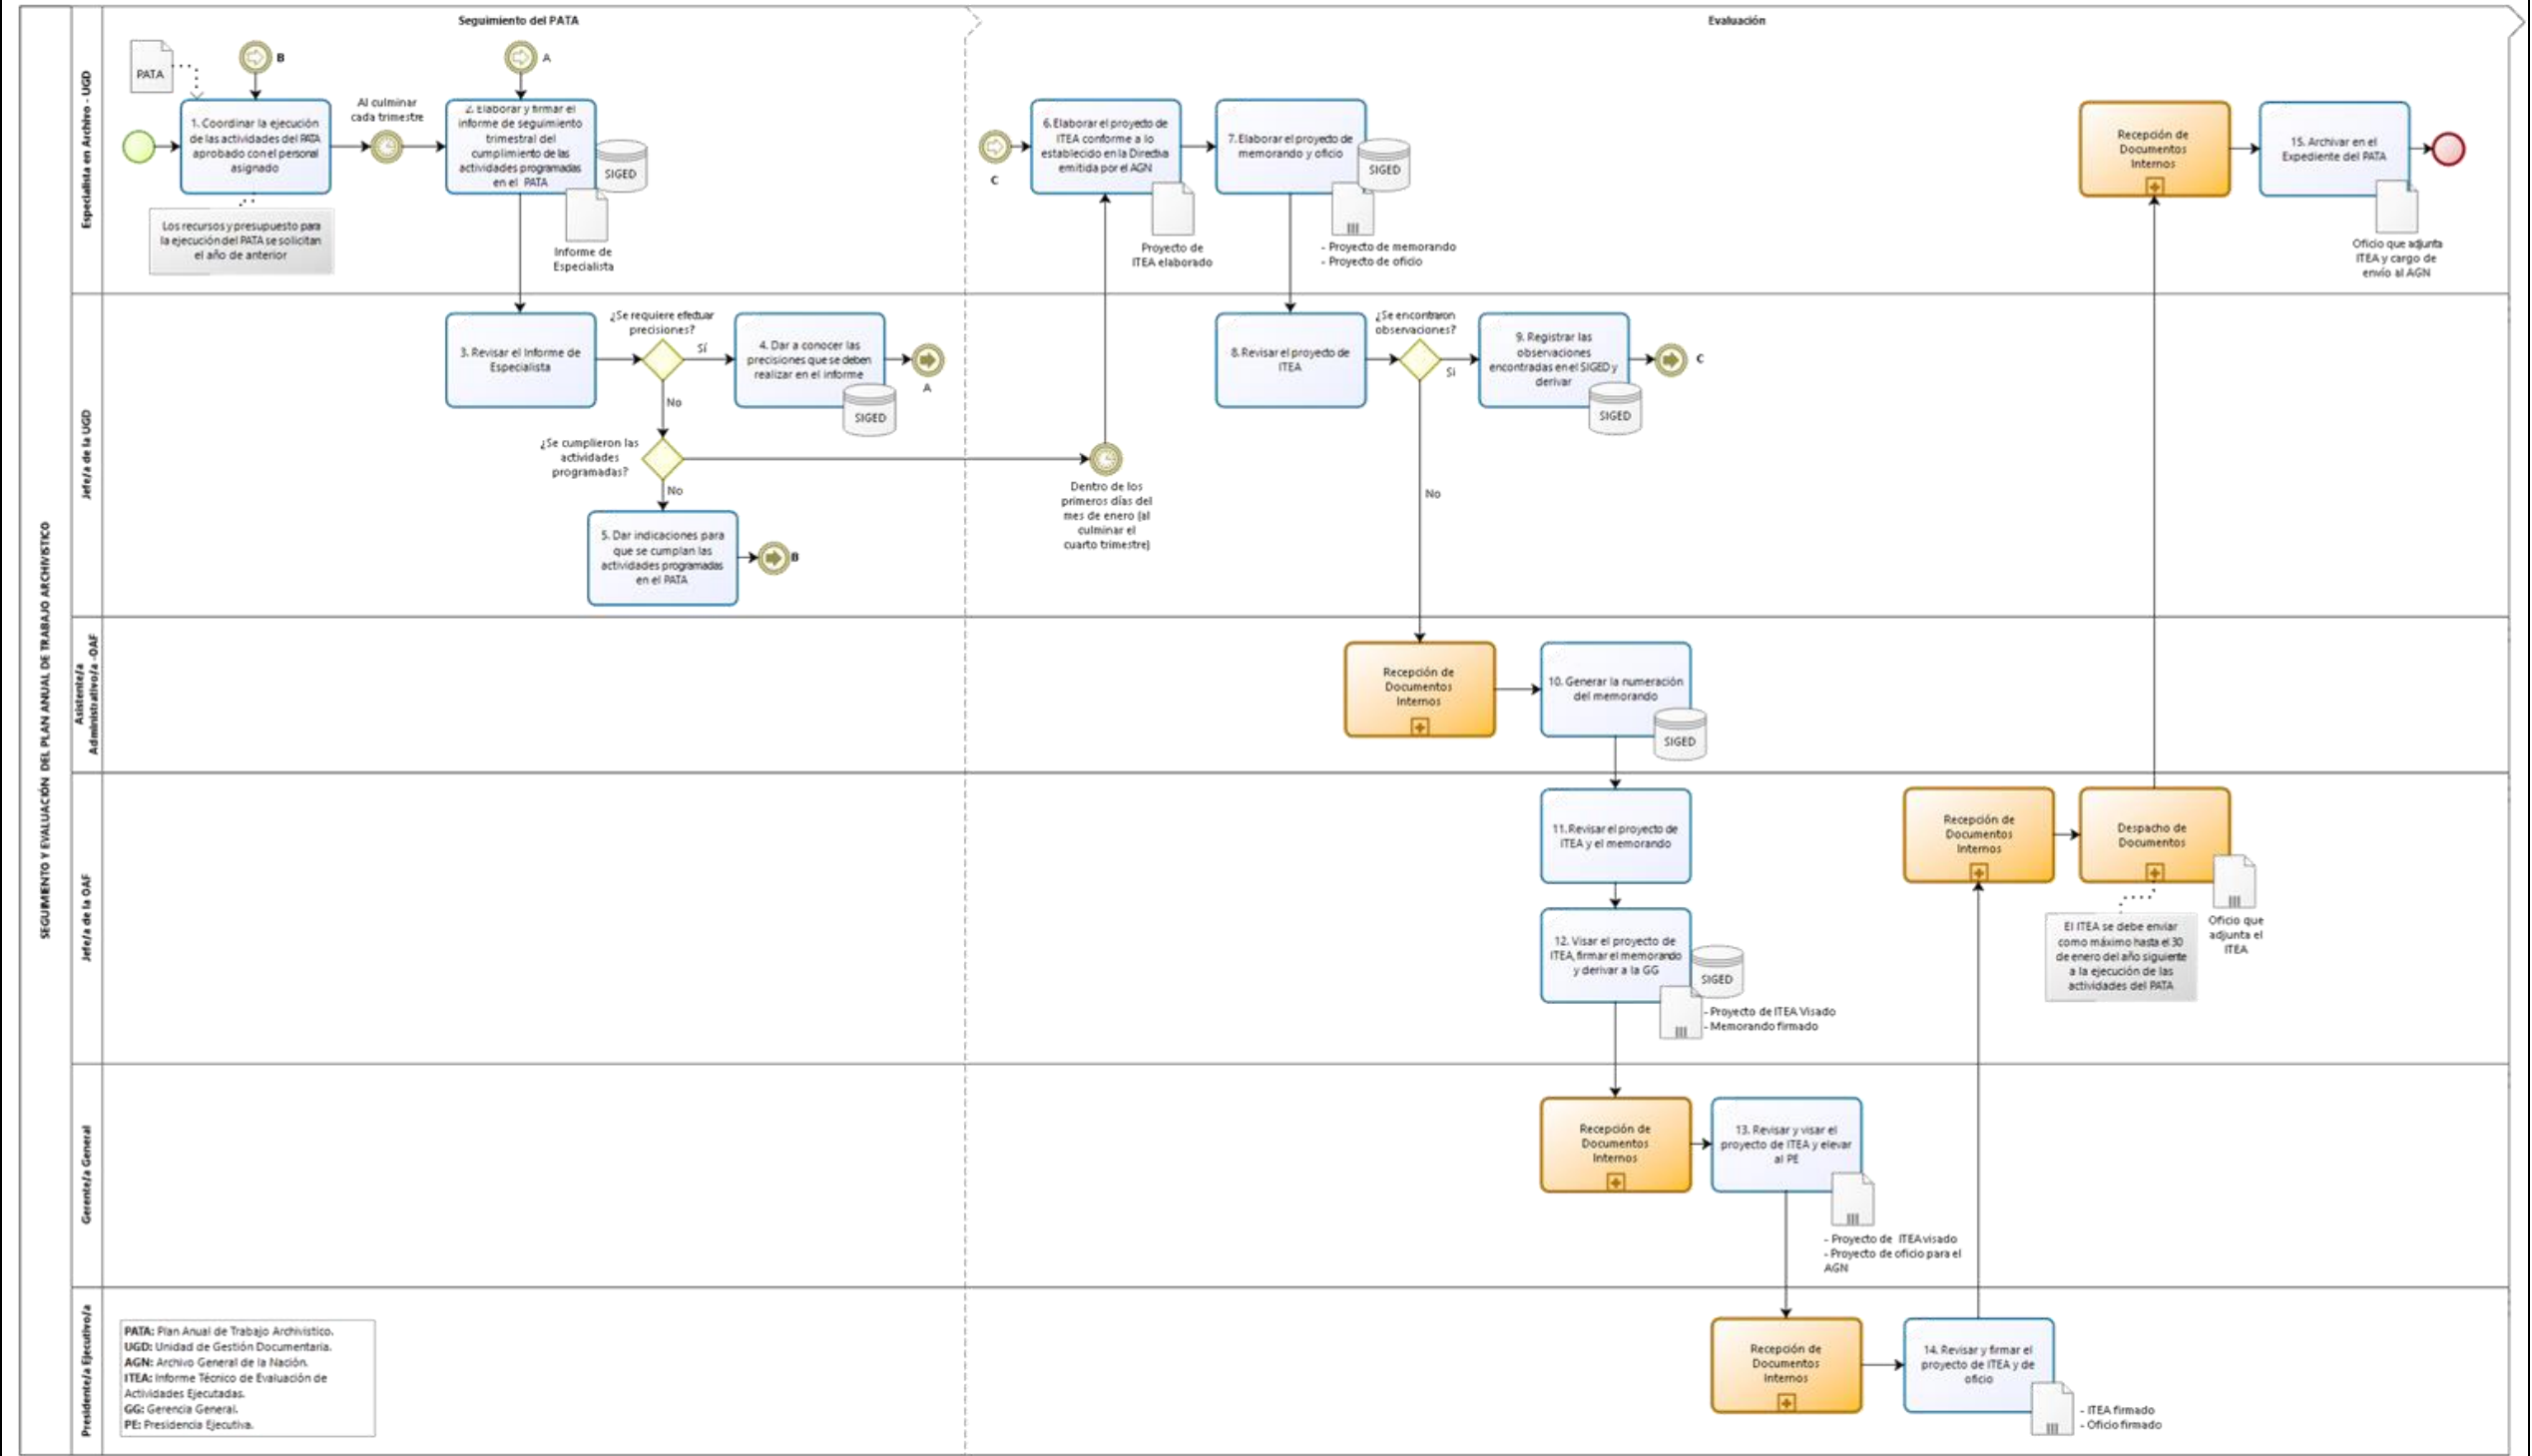 SEGUIMIENTO Y EVALUACIÓN DEL PLAN ANUAL DE TRABAJO ARCHIVISTICO
Seguimiento del PATA
Evaluación
Especialista en Archivo - UGD
PATA
B
A
1. Coordinar la ejecución
de las actividades del PATA
aprobado con el personal
asignado
Los recursos y presupuesto para
la ejecución del PATA se solicitan
el año de anterior
Al culminar
cada trimestre
2. Elaborar y firmar el
informe de seguimiento
trimestral del
cumplimiento de las
actividades programadas
en el PATA
SIGED
Informe de
Especialista
C
6. Elaborar el proyecto de
ITEA conforme a lo
establecido en la Directiva
emitida por el AGN
Proyecto de
ITEA elaborado
7. Elaborar el proyecto de
memorando y oficio
SIGED
- Proyecto de memorando
- Proyecto de oficio
Recepción de
Documentos
Internos
15. Archivar en el
Expediente del PATA
Oficio que adjunta
ITEA y cargo de
envío al AGN
Jefe/a de la UGD
3. Revisar el Informe de
Especialista
¿Se requiere efectuar
precisiones?
Sí
4. Dar a conocer las
precisiones que se deben
realizar en el informe
SIGED
A
No
¿Se cumplieron las
actividades
programadas?
No
5. Dar indicaciones para
que se cumplan las
actividades programadas
en el PATA
B
Dentro de los
primeros días del
mes de enero (al
culminar el
cuarto trimestre)
8. Revisar el proyecto de
ITEA
¿Se encontraron
observaciones?
Si
9. Registrar las
observaciones
encontradas en el SIGED y
derivar
SIGED
C
No
Asistente/a
Administrativo/a -OAF
Recepción de
Documentos
Internos
10. Generar la numeración
del memorando
SIGED
Jefe/a de la OAF
11. Revisar el proyecto de
ITEA y el memorando
12. Visar el proyecto de
ITEA, firmar el memorando
y derivar a la GG
SIGED
- Proyecto de ITEA Visado
- Memorando firmado
Recepción de
Documentos
Internos
Despacho de
Documentos
El ITEA se debe enviar
como máximo hasta el 30
de enero del año siguiente
a la ejecución de las
actividades del PATA
Oficio que
adjunta el
ITEA
Gerente/a General
Recepción de
Documentos
Internos
13. Revisar y visar el
proyecto de ITEA y elevar
al PE
- Proyecto de ITEA visado
- Proyecto de oficio para el
AGN
Presidente/a Ejecutivo/a
PATA: Plan Anual de Trabajo Archivístico.
UGD: Unidad de Gestión Documentaria.
AGN: Archivo General de la Nación.
ITEA: Informe Técnico de Evaluación de
Actividades Ejecutadas.
GG: Gerencia General.
PE: Presidencia Ejecutiva.
Recepción de
Documentos
Internos
14. Revisar y firmar el
proyecto de ITEA y de
oficio
- ITEA firmado
- Oficio firmado